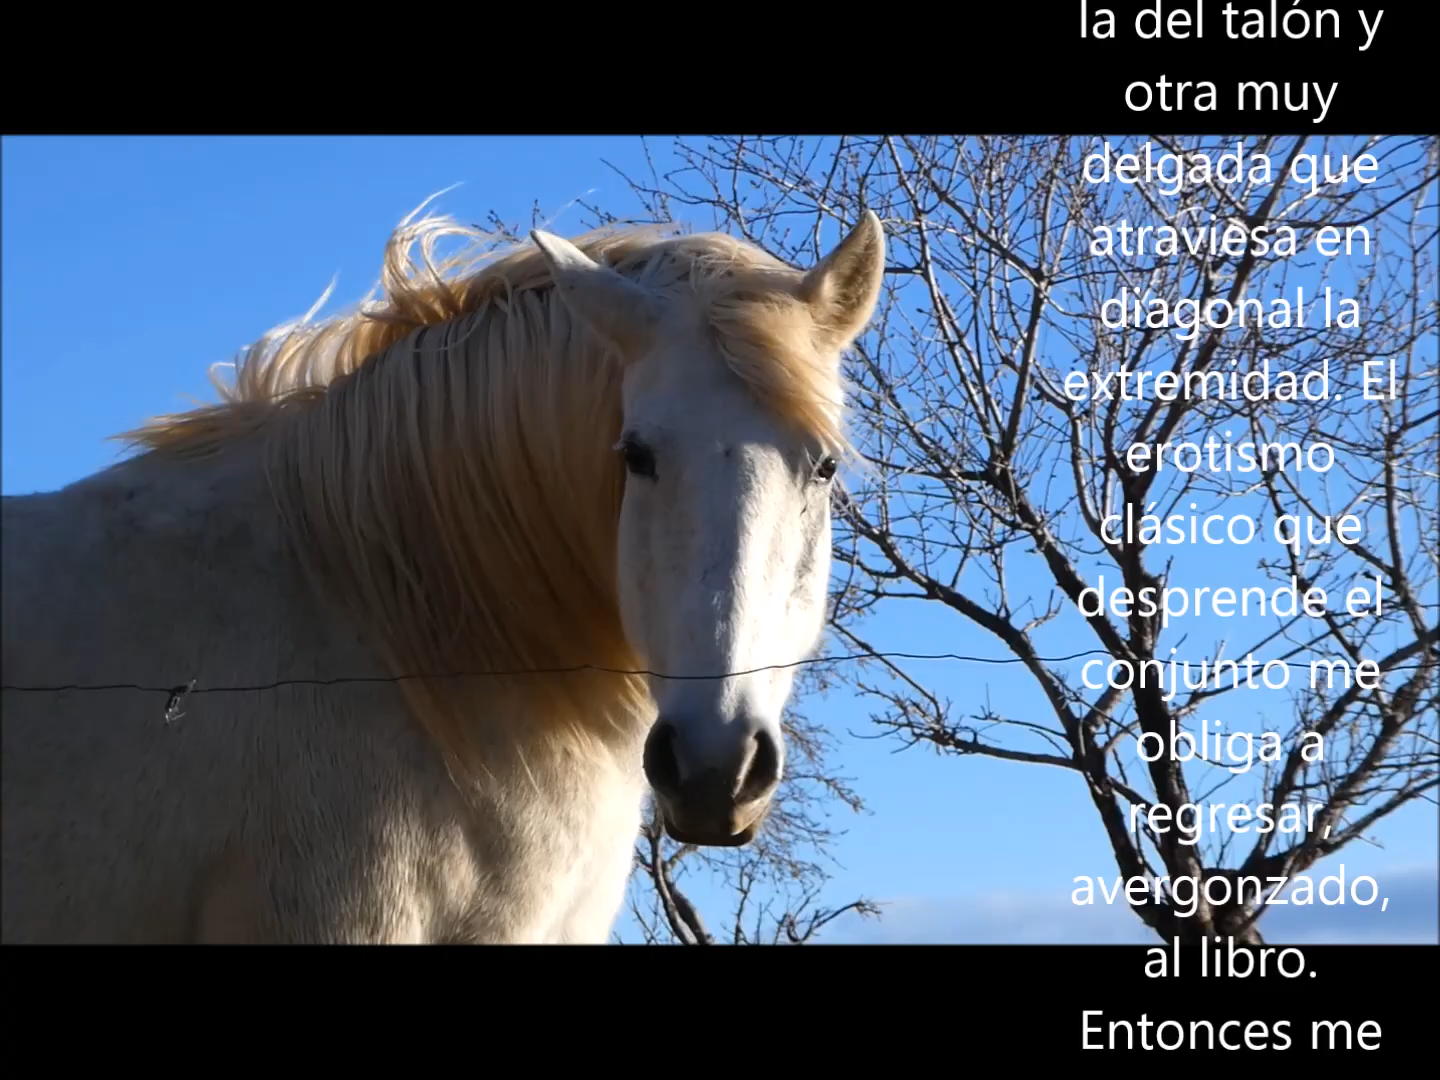 la del talón y
otra muy
delgada que
atraviesa en
diagonal la
extremidad. El
erotismo
clásico que
desprende el
conjunto me
obliga a
regresar,
avergonzado,
al libro.
Entonces me